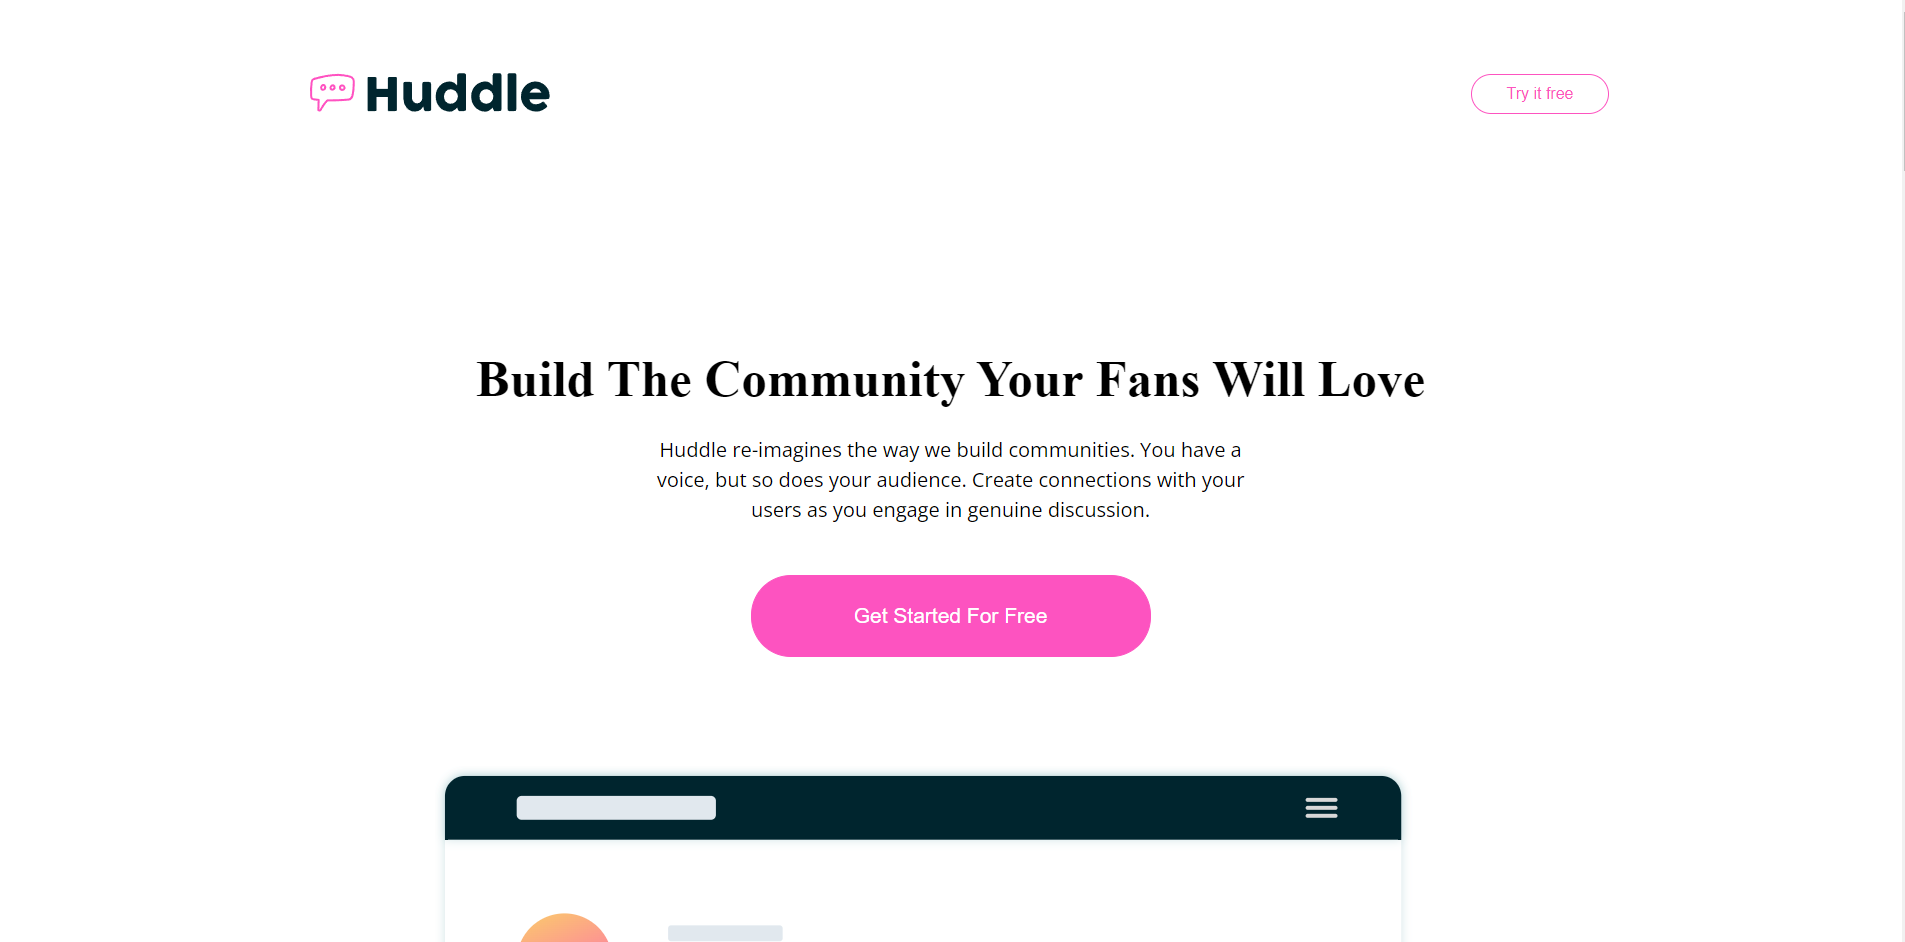 Huddle
Try it free
Build The Community Your Fans Will Love
Huddle re-imagines the way we build communities. You have a
voice, but so does your audience. Create connections with your
users as you engage in genuine discussion.
Get Started For Free